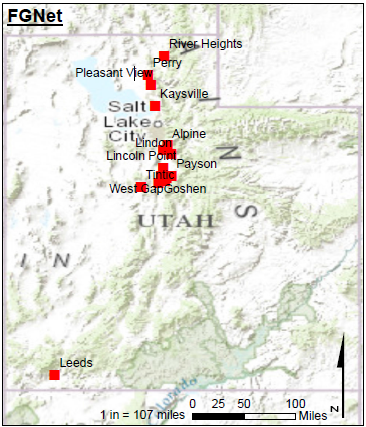 FGNet
River Heights
Perry
Pleasant View
Kaysville
Salt
Lake
City
Alpine
Lindon
Lincoln Point
Payson
Tintic
West Gap Goshen
UTAH
A
I
N
S
I N
Leeds
Colorado
0 25 50 100
1 in = 107 miles Miles
N